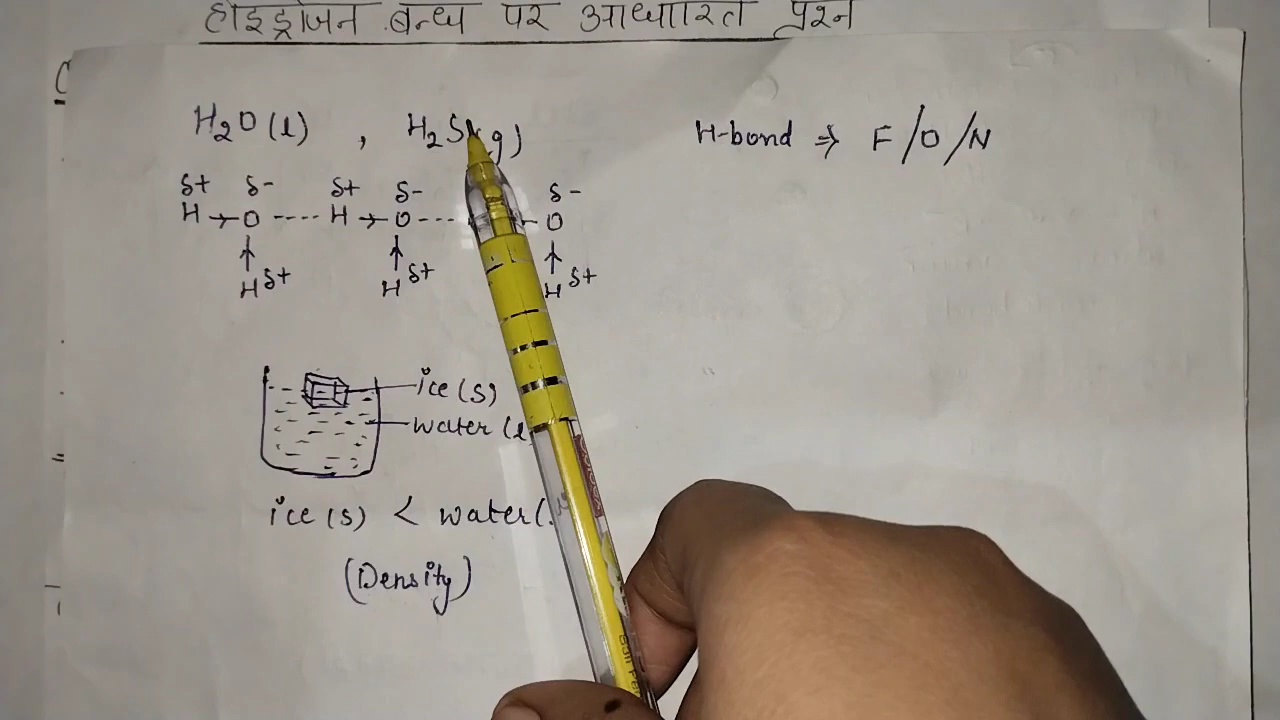 हाइड्रोजन बन्ध पर आधारित प्रश्न
H₂O(l) , H₂S(g)
H-bond ⇒ F/O/N
δ+ δ- δ+ δ- δ-
H → O ---- H → O --- O
↑ ↑ ↑
H δ+ H δ+ H δ+
ice(s)
water(l
ice(s) < water(
(Density)